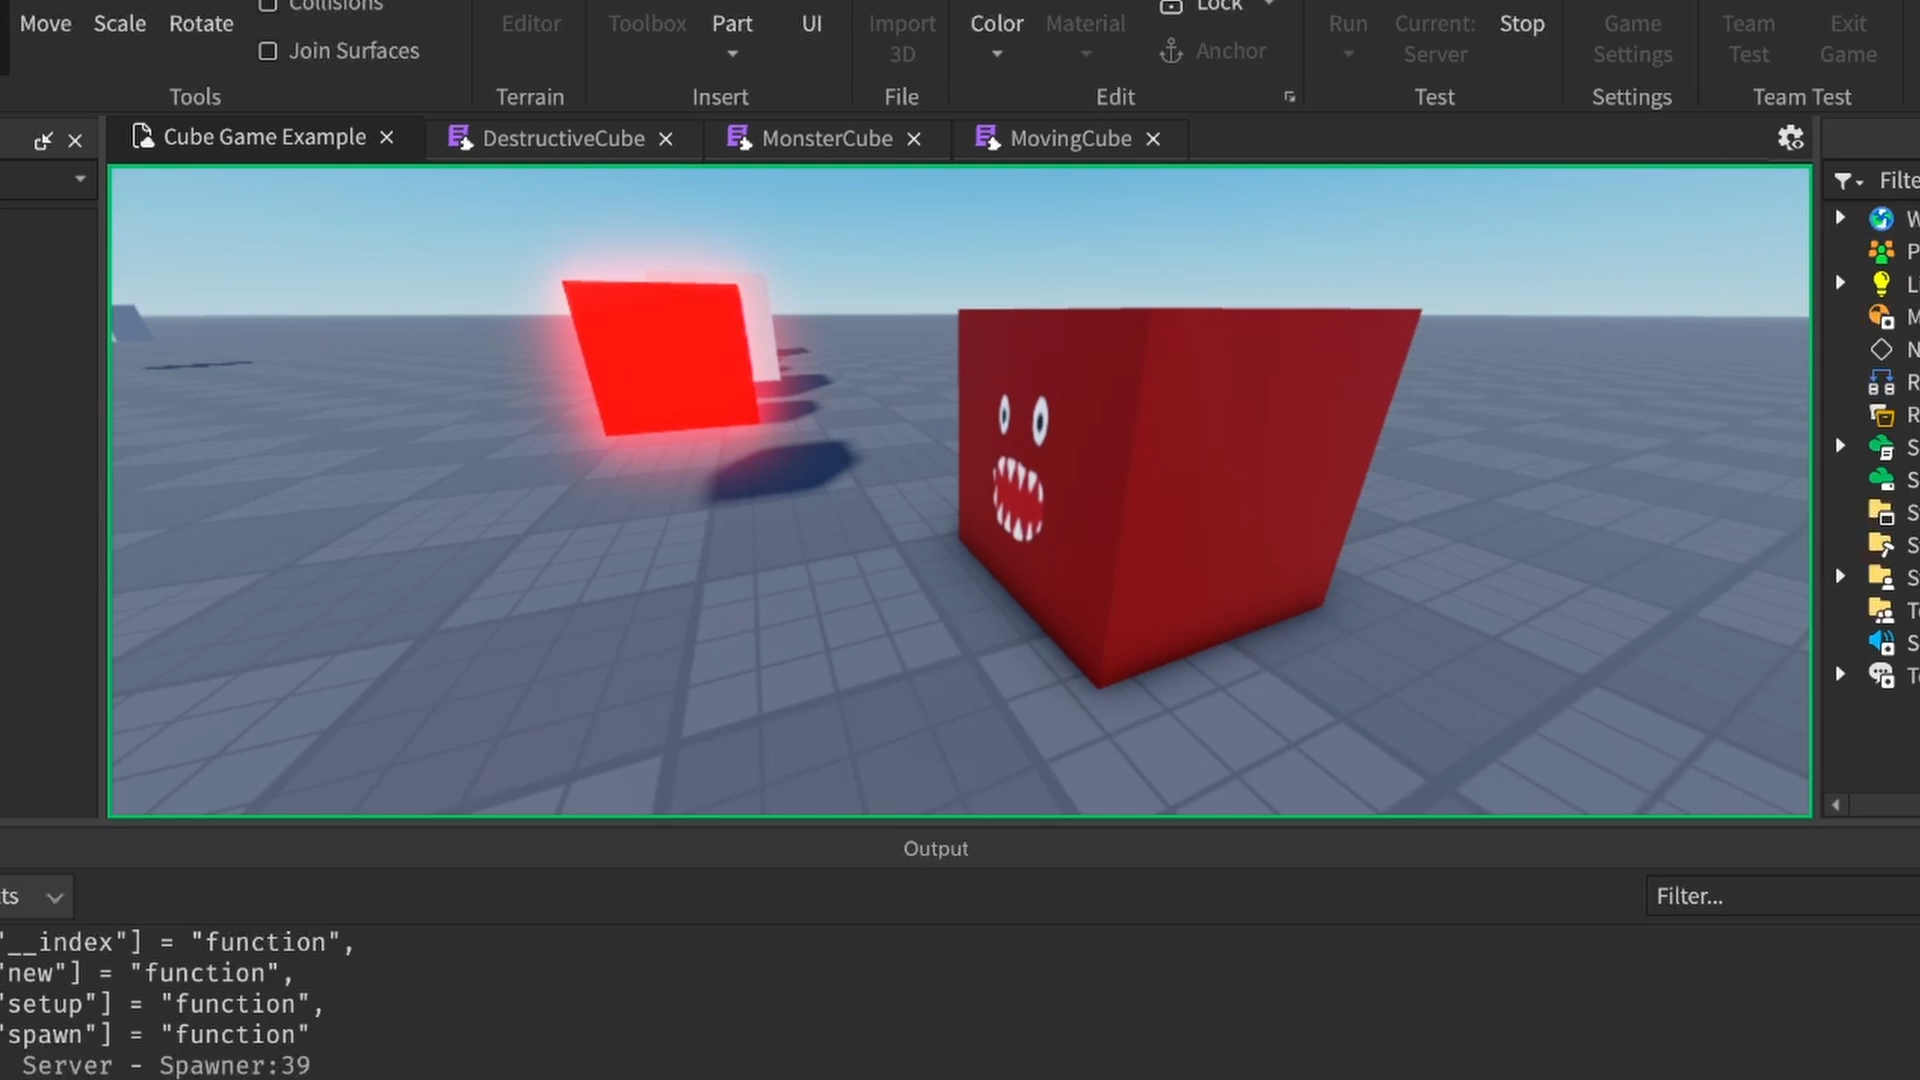 Collisions
Lock
Move Scale Rotate
Join Surfaces
Tools
Editor
Terrain
Toolbox Part UI
Insert
Import
3D
File
Color Material
Anchor
Edit
Run Current:
Server
Stop
Test
Game
Settings
Settings
Team
Test
Exit
Game
Team Test
Cube Game Example
DestructiveCube
MonsterCube
MovingCube
Filte
W
P
L
M
N
R
R
S
S
S
S
S
T
S
T
Output
ts
Filter...
"__index"] = "function",
"new"] = "function",
"setup"] = "function",
"spawn"] = "function"
Server - Spawner:39